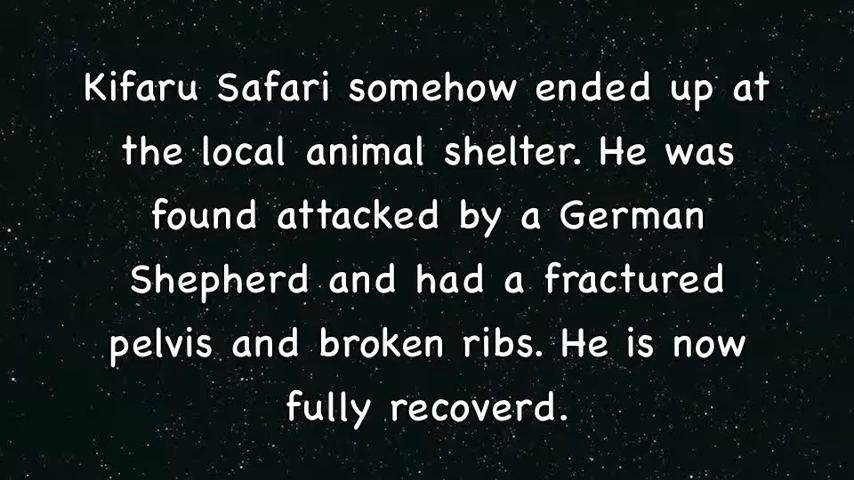 Kifaru Safari somehow ended up at
the local animal shelter. He was
found attacked by a German
Shepherd and had a fractured
pelvis and broken ribs. He is now
fully recoverd.